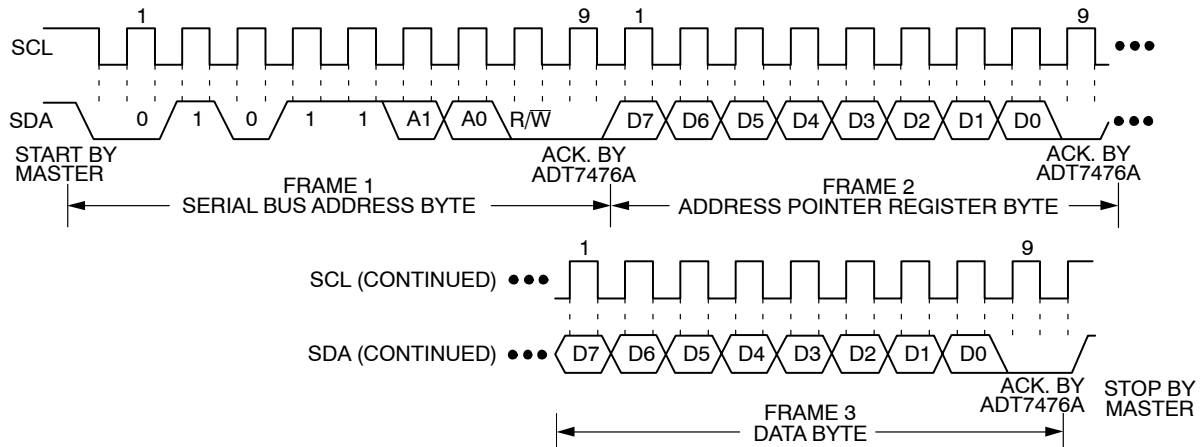 1 9 1 9
SCL
SDA 0 1 0 1 1 A1 A0 R/W̅ D7 D6 D5 D4 D3 D2 D1 D0
START BY
MASTER
ACK. BY
ADT7476A
ACK. BY
ADT7476A
FRAME 1
SERIAL BUS ADDRESS BYTE
FRAME 2
ADDRESS POINTER REGISTER BYTE
1 9
SCL (CONTINUED)
SDA (CONTINUED) D7 D6 D5 D4 D3 D2 D1 D0
ACK. BY
ADT7476A
STOP BY
MASTER
FRAME 3
DATA BYTE